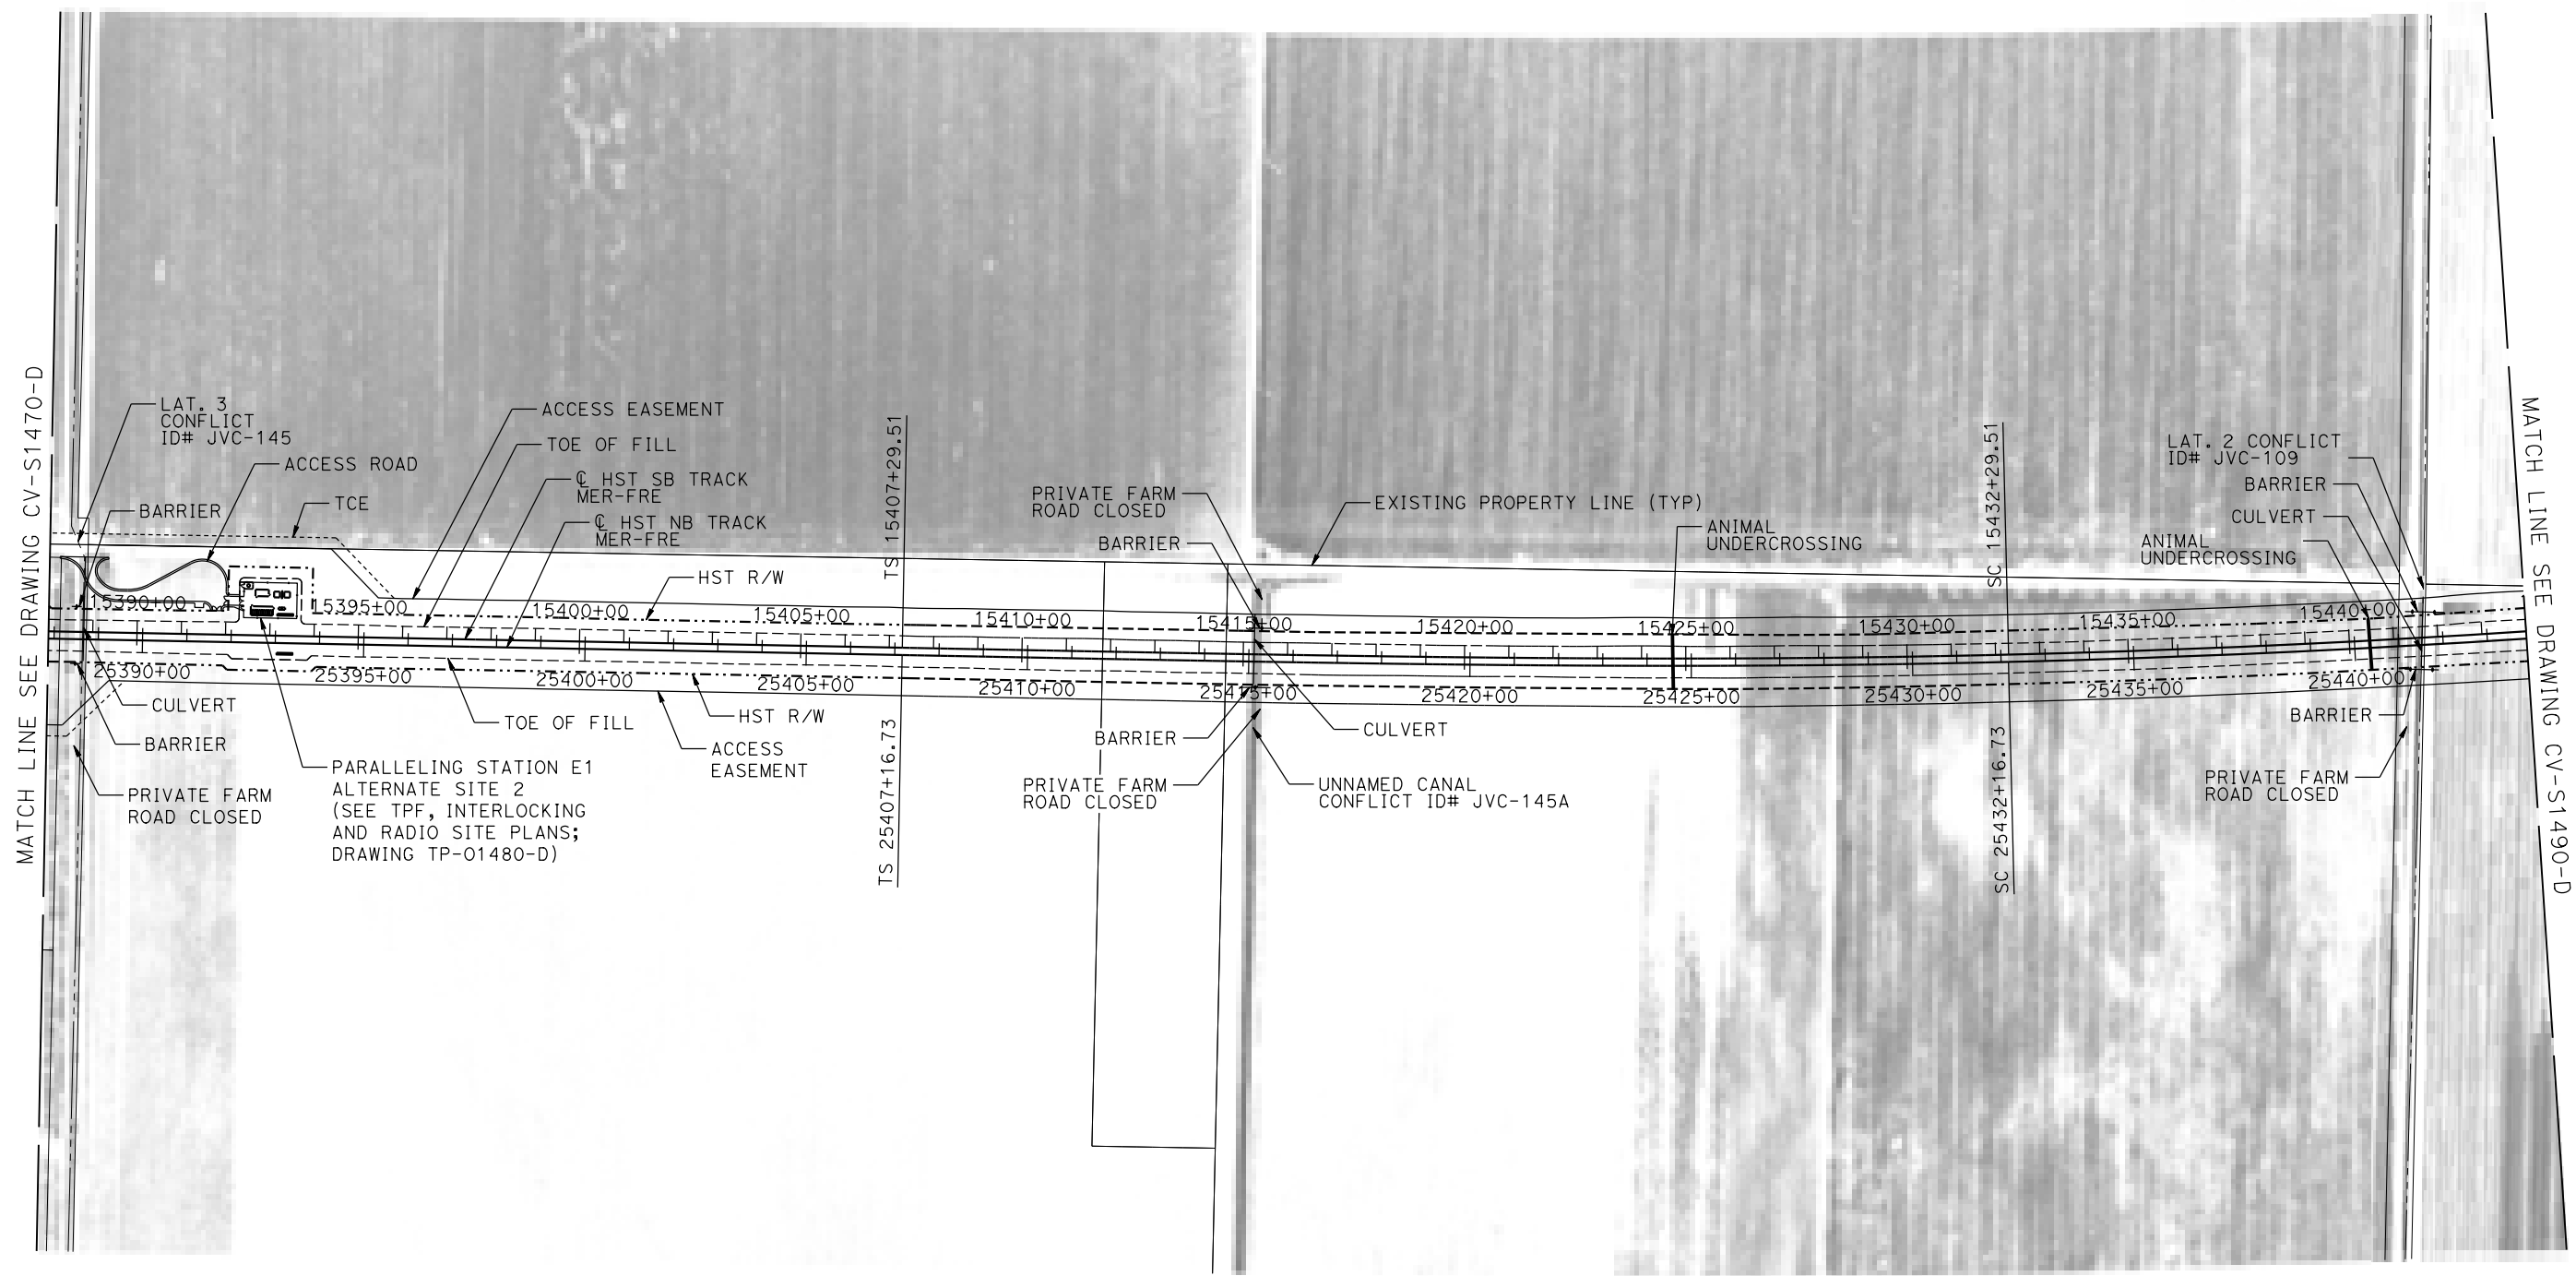 MATCH LINE SEE DRAWING CV-S1470-D
LAT. 3
CONFLICT
ID# JVC-145
ACCESS ROAD
TCE
BARRIER
ACCESS EASEMENT
TOE OF FILL
℄ HST SB TRACK
MER-FRE
℄ HST NB TRACK
MER-FRE
HST R/W
TS 15407+29.51
PRIVATE FARM
ROAD CLOSED
BARRIER
EXISTING PROPERTY LINE (TYP)
ANIMAL
UNDERCROSSING
SC 15432+29.51
LAT. 2 CONFLICT
ID# JVC-109
BARRIER
CULVERT
ANIMAL
UNDERCROSSING
MATCH LINE SEE DRAWING CV-S1490-D
15390+00
15395+00
15400+00
15405+00
15410+00
15415+00
15420+00
15425+00
15430+00
15435+00
15440+00
25390+00
25395+00
25400+00
25405+00
25410+00
25415+00
25420+00
25425+00
25430+00
25435+00
25440+00
CULVERT
BARRIER
PRIVATE FARM
ROAD CLOSED
PARALLELING STATION E1
ALTERNATE SITE 2
(SEE TPF, INTERLOCKING
AND RADIO SITE PLANS;
DRAWING TP-O1480-D)
TOE OF FILL
HST R/W
ACCESS
EASEMENT
TS 25407+16.73
BARRIER
PRIVATE FARM
ROAD CLOSED
CULVERT
UNNAMED CANAL
CONFLICT ID# JVC-145A
SC 25432+16.73
BARRIER
PRIVATE FARM
ROAD CLOSED